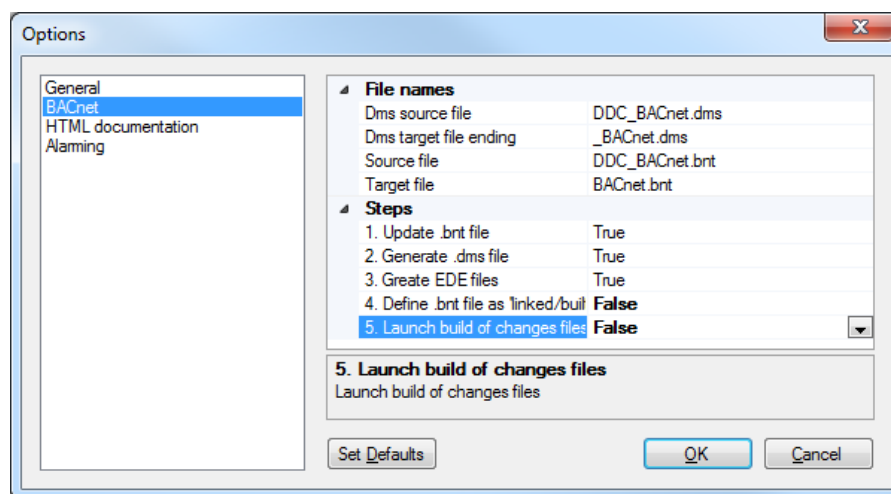 Options
General
BACnet
HTML documentation
Alarming
File names
Dms source file DDC_BACnet.dms
Dms target file ending _BACnet.dms
Source file DDC_BACnet.bnt
Target file BACnet.bnt
Steps
1. Update .bnt file True
2. Generate .dms file True
3. Greate EDE files True
4. Define .bnt file as 'linked/buil False
5. Launch build of changes files False
5. Launch build of changes files
Launch build of changes files
Set Defaults OK Cancel